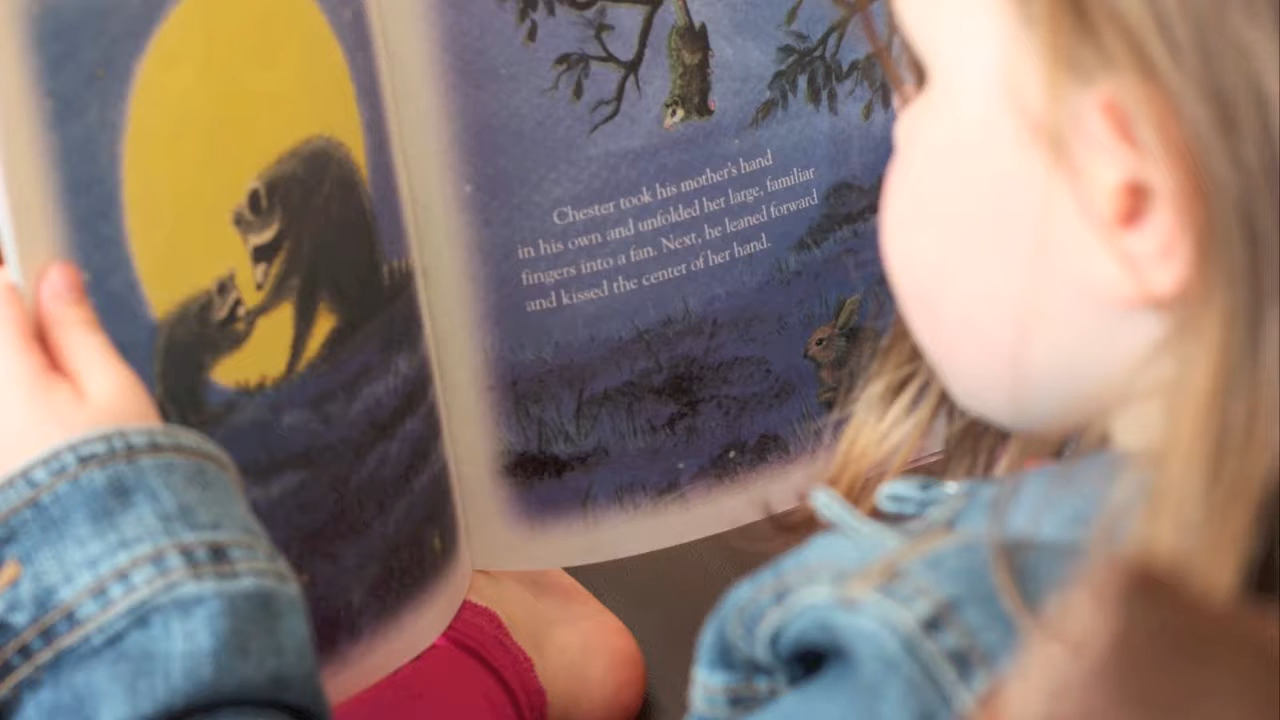 Chester took his mother's hand
in his own and unfolded her large, familiar
fingers into a fan. Next, he leaned forward
and kissed the center of her hand.